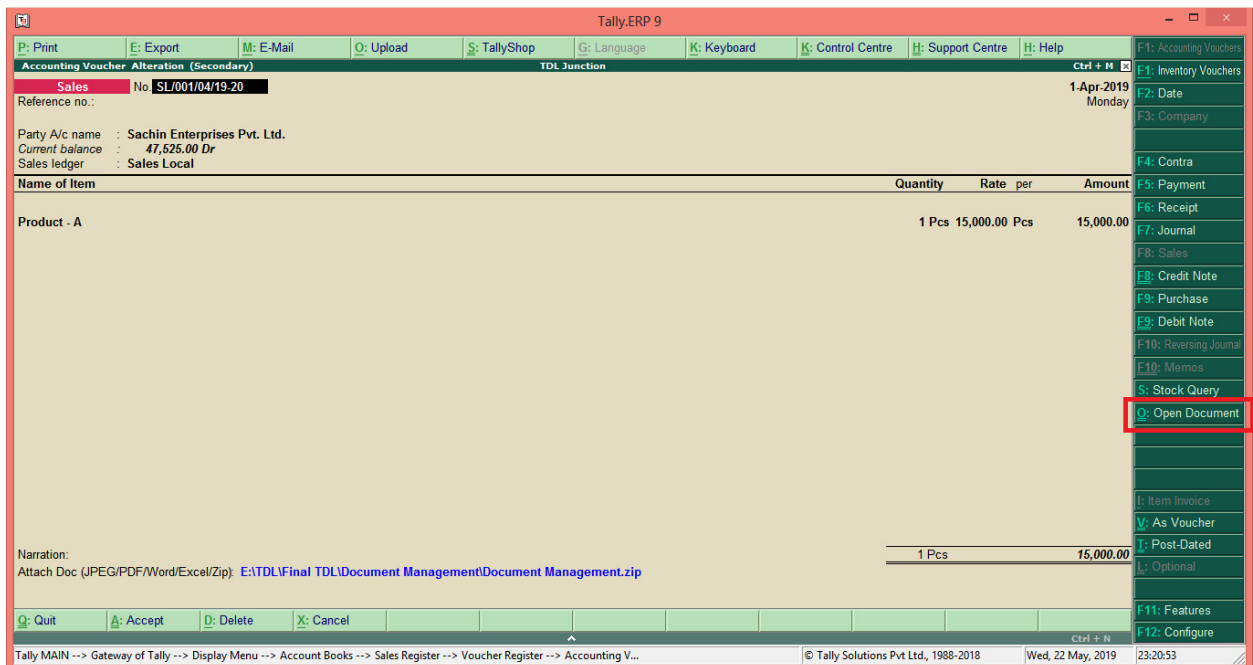 Tally.ERP 9
P: Print E: Export M: E-Mail O: Upload S: TallyShop G: Language K: Keyboard K: Control Centre H: Support Centre H: Help
Accounting Voucher Alteration (Secondary) TDL Junction Ctrl + M
Sales No. SL/001/04/19-20 1-Apr-2019
Reference no.: Monday
Party A/c name : Sachin Enterprises Pvt. Ltd.
Current balance : 47,525.00 Dr
Sales ledger : Sales Local
Name of Item Quantity Rate per Amount
Product - A 1 Pcs 15,000.00 Pcs 15,000.00
Narration: 1 Pcs 15,000.00
Attach Doc (JPEG/PDF/Word/Excel/Zip): E:\TDL\Final TDL\Document Management\Document Management.zip
Q: Quit A: Accept D: Delete X: Cancel
Ctrl + N
F1: Accounting Vouchers
F1: Inventory Vouchers
F2: Date
F3: Company
F4: Contra
F5: Payment
F6: Receipt
F7: Journal
F8: Sales
F8: Credit Note
F9: Purchase
F9: Debit Note
F10: Reversing Journal
F10: Memos
S: Stock Query
O: Open Document
I: Item Invoice
V: As Voucher
T: Post-Dated
L: Optional
F11: Features
F12: Configure
Tally MAIN --> Gateway of Tally --> Display Menu --> Account Books --> Sales Register --> Voucher Register --> Accounting V... © Tally Solutions Pvt Ltd., 1988-2018 Wed, 22 May, 2019 23:20:53